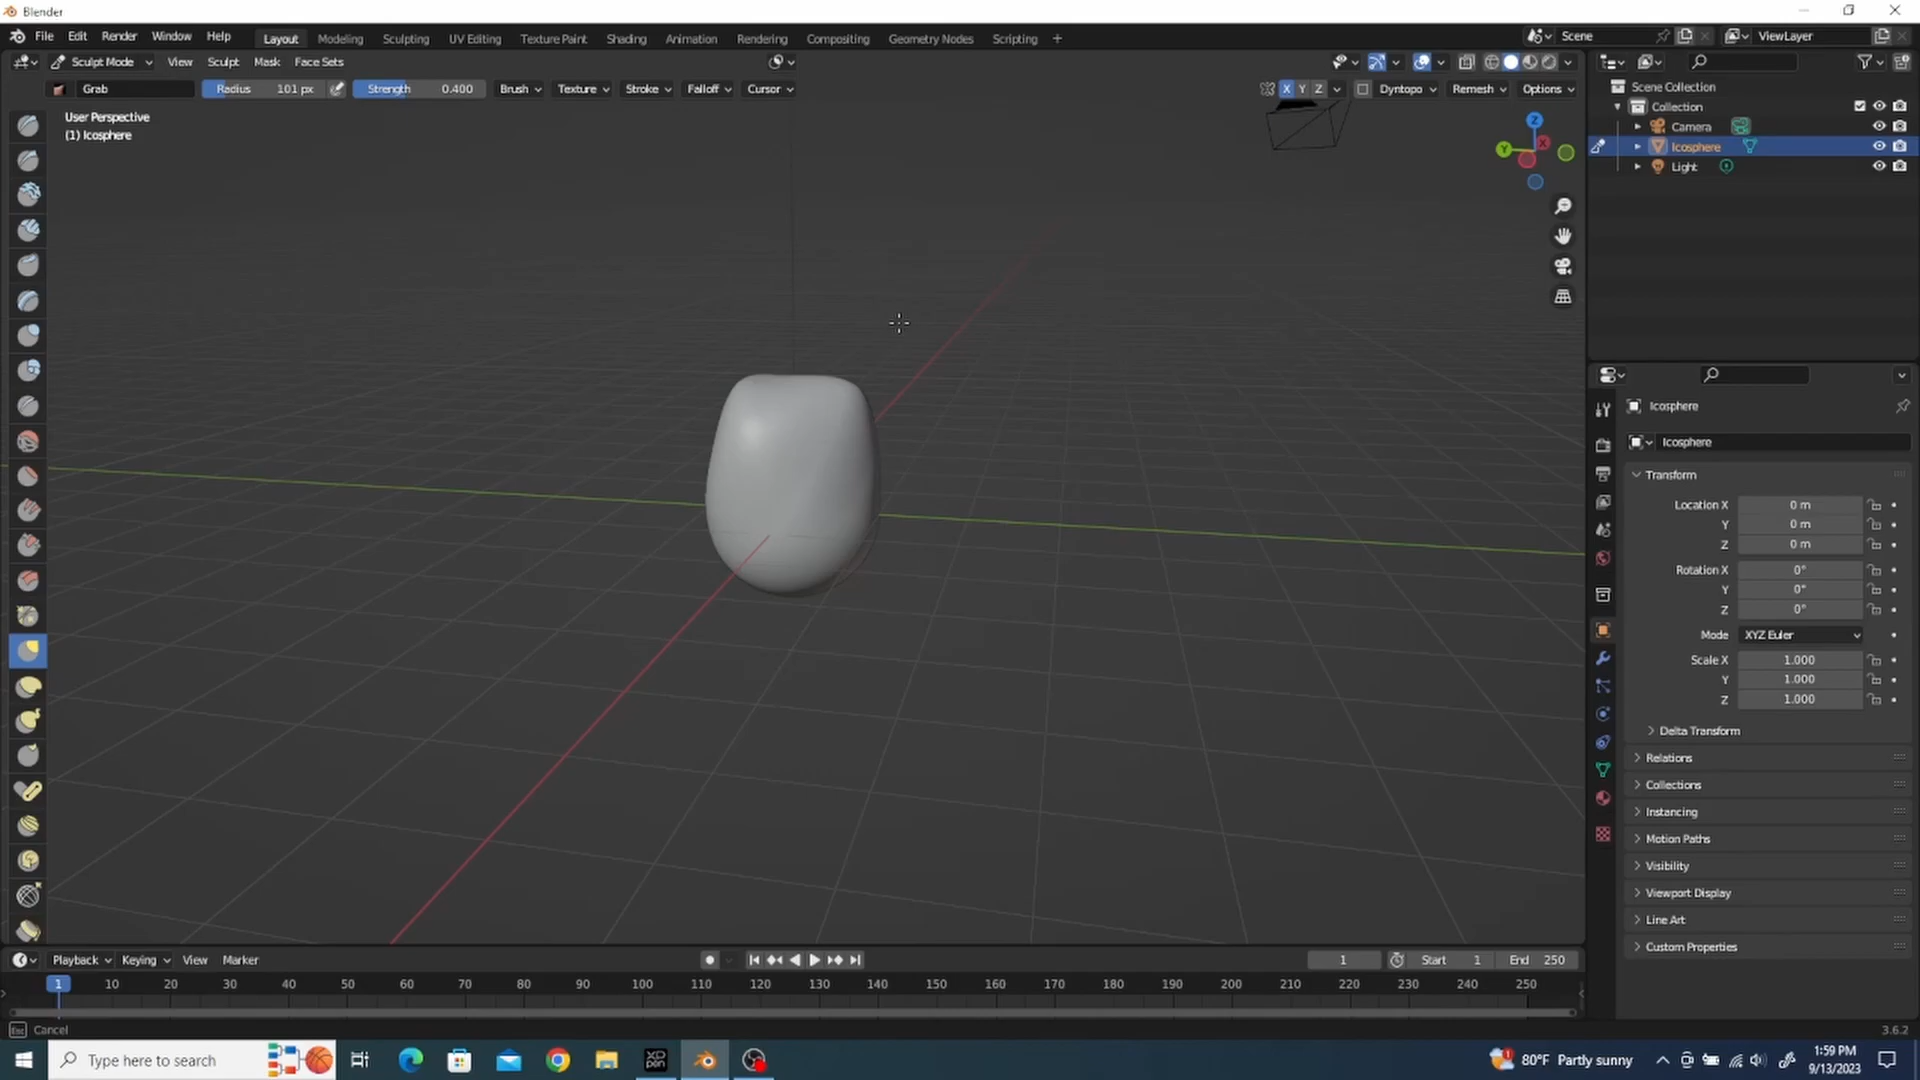 Blender
File Edit Render Window Help Layout Modeling Sculpting UV Editing Texture Paint Shading Animation Rendering Compositing Geometry Nodes Scripting + Scene ViewLayer
Sculpt Mode View Sculpt Mask Face Sets
Grab Radius 101 px Strength 0.400 Brush Texture Stroke Falloff Cursor X Y Z Dyntopo Remesh Options
User Perspective
(1) Icosphere
Z
Y
X
Scene Collection
Collection
Camera
Icosphere
Light
Icosphere
Icosphere
Transform
Location X 0 m
Y 0 m
Z 0 m
Rotation X 0°
Y 0°
Z 0°
Mode XYZ Euler
Scale X 1.000
Y 1.000
Z 1.000
Delta Transform
Relations
Collections
Instancing
Motion Paths
Visibility
Viewport Display
Line Art
Custom Properties
Playback Keying View Marker 1 Start 1 End 250
1 10 20 30 40 50 60 70 80 90 100 110 120 130 140 150 160 170 180 190 200 210 220 230 240 250
Esc Cancel 3.6.2
Type here to search XP pen 1 80°F Partly sunny 1:59 PM
9/13/2023